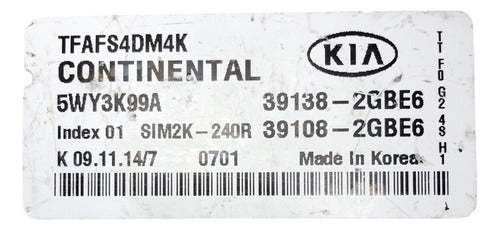 TFAFS4DM4K
CONTINENTAL
KIA
5WY3K99A 39138-2GBE6
Index 01 SIM2K-240R 39108-2GBE6
K 09.11.14/7 0701 Made in Korea
TT F0 G2 4S H1